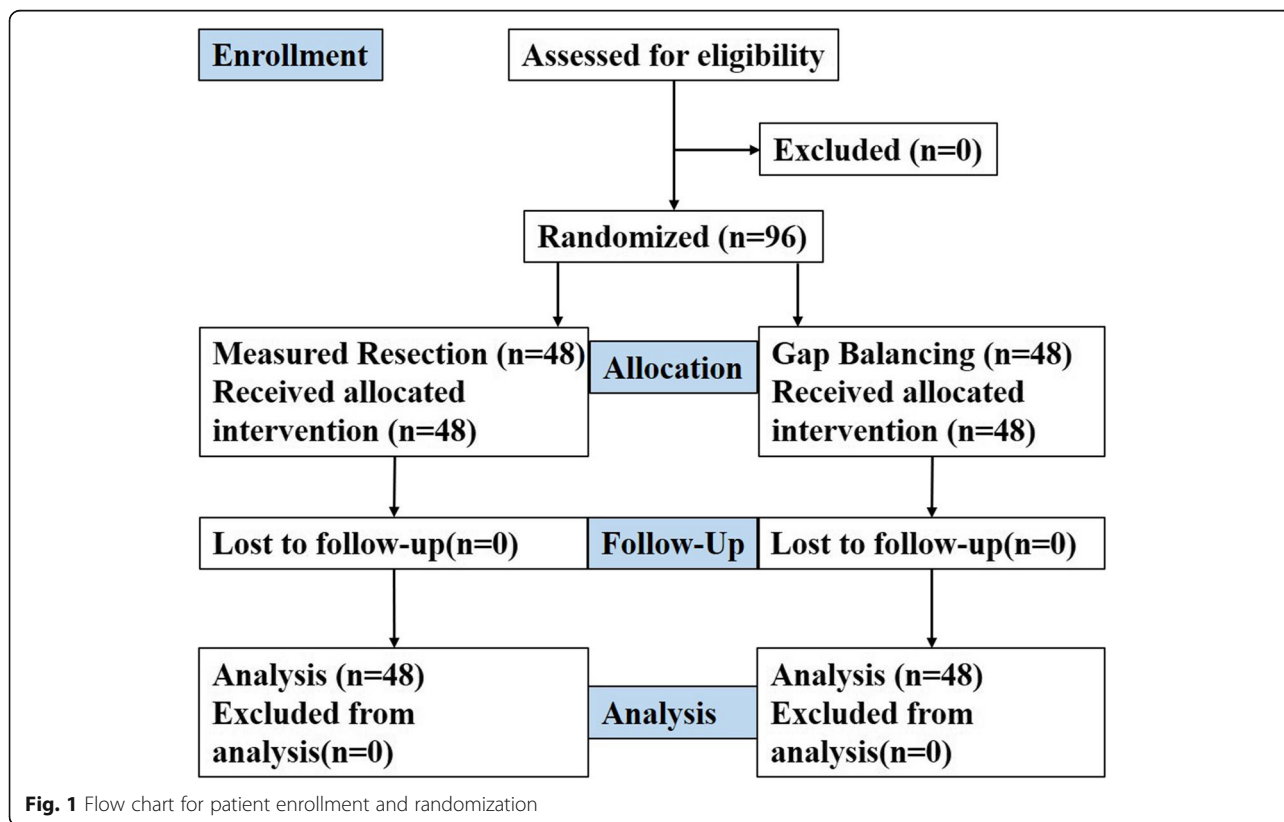 Enrollment
Assessed for eligibility
Excluded (n=0)
Randomized (n=96)
Measured Resection (n=48)
Received allocated
intervention (n=48)
Allocation
Gap Balancing (n=48)
Received allocated
intervention (n=48)
Lost to follow-up(n=0)
Follow-Up
Lost to follow-up(n=0)
Analysis (n=48)
Excluded from
analysis(n=0)
Analysis
Analysis (n=48)
Excluded from
analysis(n=0)
Fig. 1 Flow chart for patient enrollment and randomization